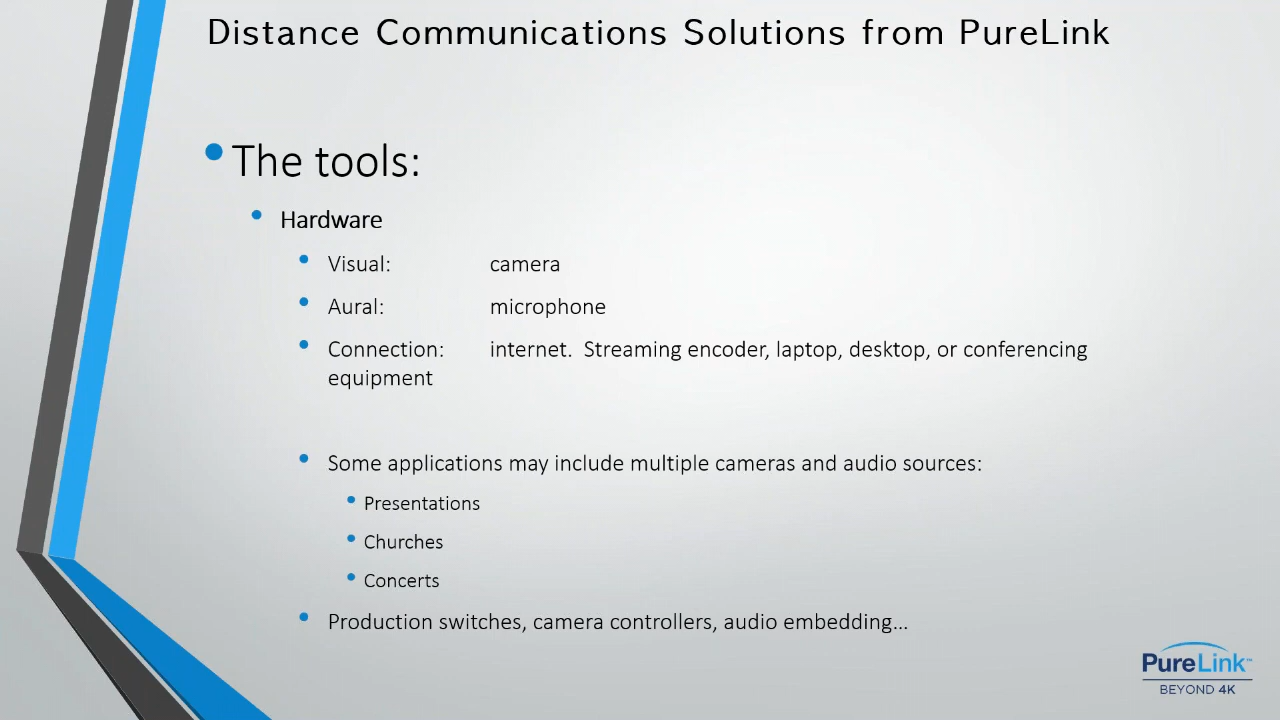 Distance Communications Solutions from PureLink
The tools:
Hardware
Visual: camera
Aural: microphone
Connection: internet. Streaming encoder, laptop, desktop, or conferencing
equipment
Some applications may include multiple cameras and audio sources:
Presentations
Churches
Concerts
Production switches, camera controllers, audio embedding...
PureLink™
BEYOND 4K